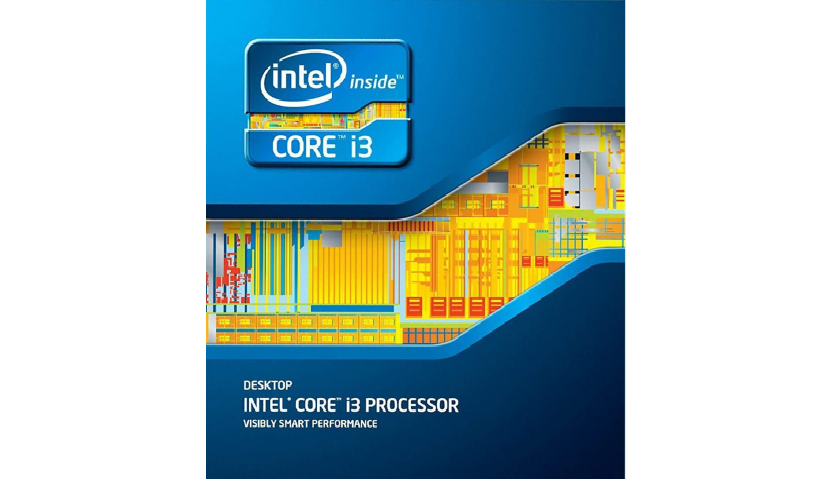 intel® inside™
CORE™ i3
DESKTOP
INTEL® CORE™ i3 PROCESSOR
VISIBLY SMART PERFORMANCE